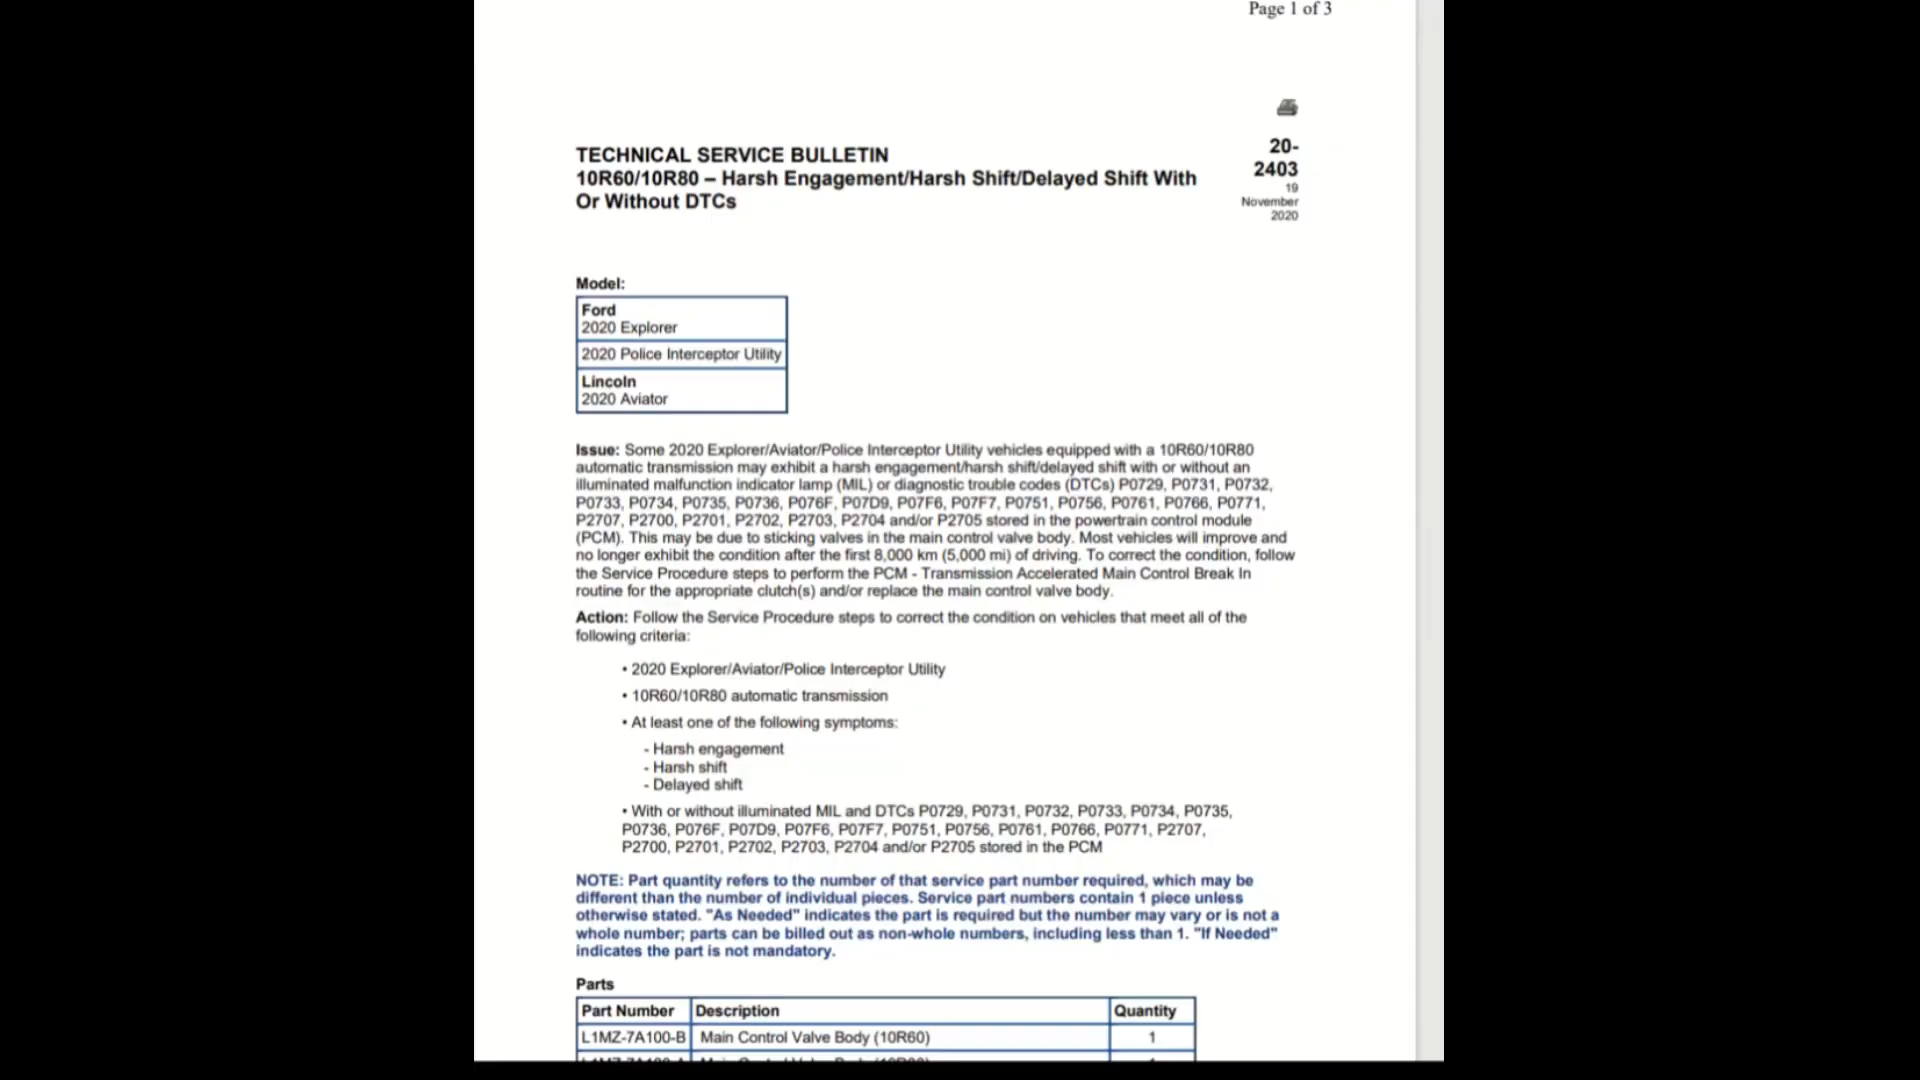 Page 1 of 3
20-
2403
19
November
2020
TECHNICAL SERVICE BULLETIN
10R60/10R80 – Harsh Engagement/Harsh Shift/Delayed Shift With
Or Without DTCs
Model:
Ford
2020 Explorer
2020 Police Interceptor Utility
Lincoln
2020 Aviator
Issue: Some 2020 Explorer/Aviator/Police Interceptor Utility vehicles equipped with a 10R60/10R80
automatic transmission may exhibit a harsh engagement/harsh shift/delayed shift with or without an
illuminated malfunction indicator lamp (MIL) or diagnostic trouble codes (DTCs) P0729, P0731, P0732,
P0733, P0734, P0735, P0736, P076F, P07D9, P07F6, P07F7, P0751, P0756, P0761, P0766, P0771,
P2707, P2700, P2701, P2702, P2703, P2704 and/or P2705 stored in the powertrain control module
(PCM). This may be due to sticking valves in the main control valve body. Most vehicles will improve and
no longer exhibit the condition after the first 8,000 km (5,000 mi) of driving. To correct the condition, follow
the Service Procedure steps to perform the PCM - Transmission Accelerated Main Control Break In
routine for the appropriate clutch(s) and/or replace the main control valve body.
Action: Follow the Service Procedure steps to correct the condition on vehicles that meet all of the
following criteria:
• 2020 Explorer/Aviator/Police Interceptor Utility
• 10R60/10R80 automatic transmission
• At least one of the following symptoms:
- Harsh engagement
- Harsh shift
- Delayed shift
• With or without illuminated MIL and DTCs P0729, P0731, P0732, P0733, P0734, P0735,
P0736, P076F, P07D9, P07F6, P07F7, P0751, P0756, P0761, P0766, P0771, P2707,
P2700, P2701, P2702, P2703, P2704 and/or P2705 stored in the PCM
NOTE: Part quantity refers to the number of that service part number required, which may be
different than the number of individual pieces. Service part numbers contain 1 piece unless
otherwise stated. "As Needed" indicates the part is required but the number may vary or is not a
whole number; parts can be billed out as non-whole numbers, including less than 1. "If Needed"
indicates the part is not mandatory.
Parts
Part Number Description Quantity
L1MZ-7A100-B Main Control Valve Body (10R60) 1